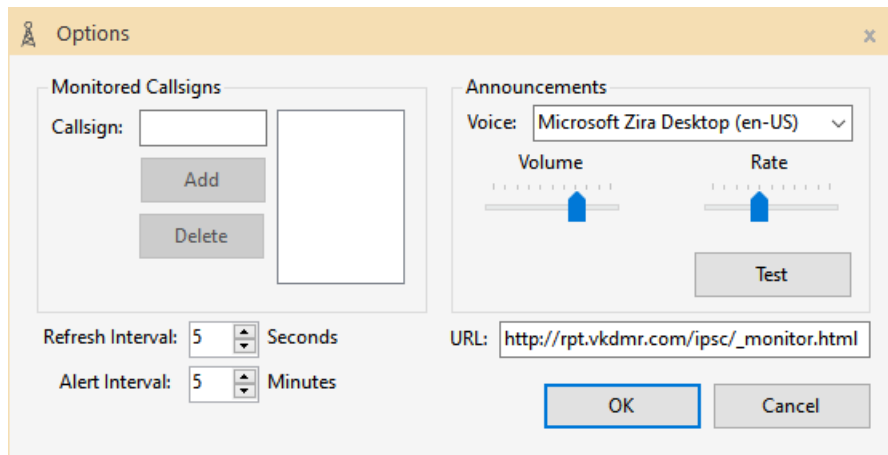 Options
Monitored Callsigns
Callsign:
Add
Delete
Announcements
Voice: Microsoft Zira Desktop (en-US)
Volume Rate
Test
Refresh Interval: 5 Seconds
Alert Interval: 5 Minutes
URL: http://rpt.vkdmr.com/ipsc/_monitor.html
OK Cancel